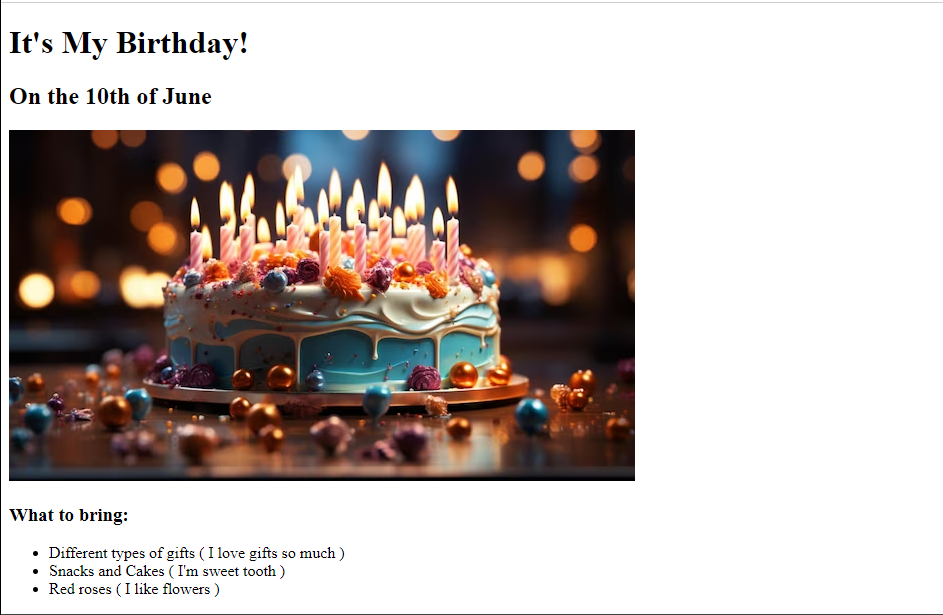 It's My Birthday!
On the 10th of June
What to bring:
Different types of gifts ( I love gifts so much )
Snacks and Cakes ( I'm sweet tooth )
Red roses ( I like flowers )